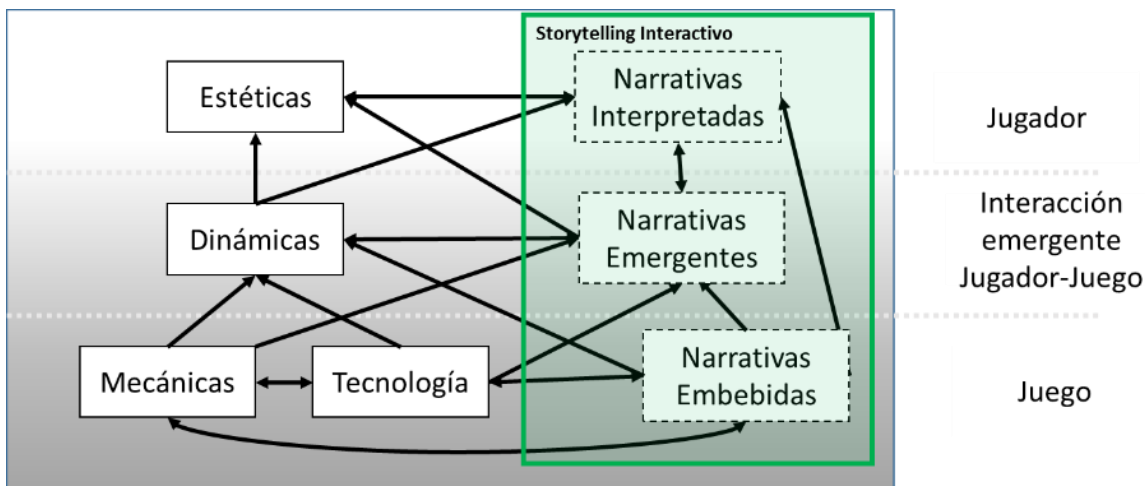 Storytelling Interactivo
Estéticas
Narrativas
Interpretadas
Jugador
Dinámicas
Narrativas
Emergentes
Interacción
emergente
Jugador-Juego
Mecánicas
Tecnología
Narrativas
Embebidas
Juego